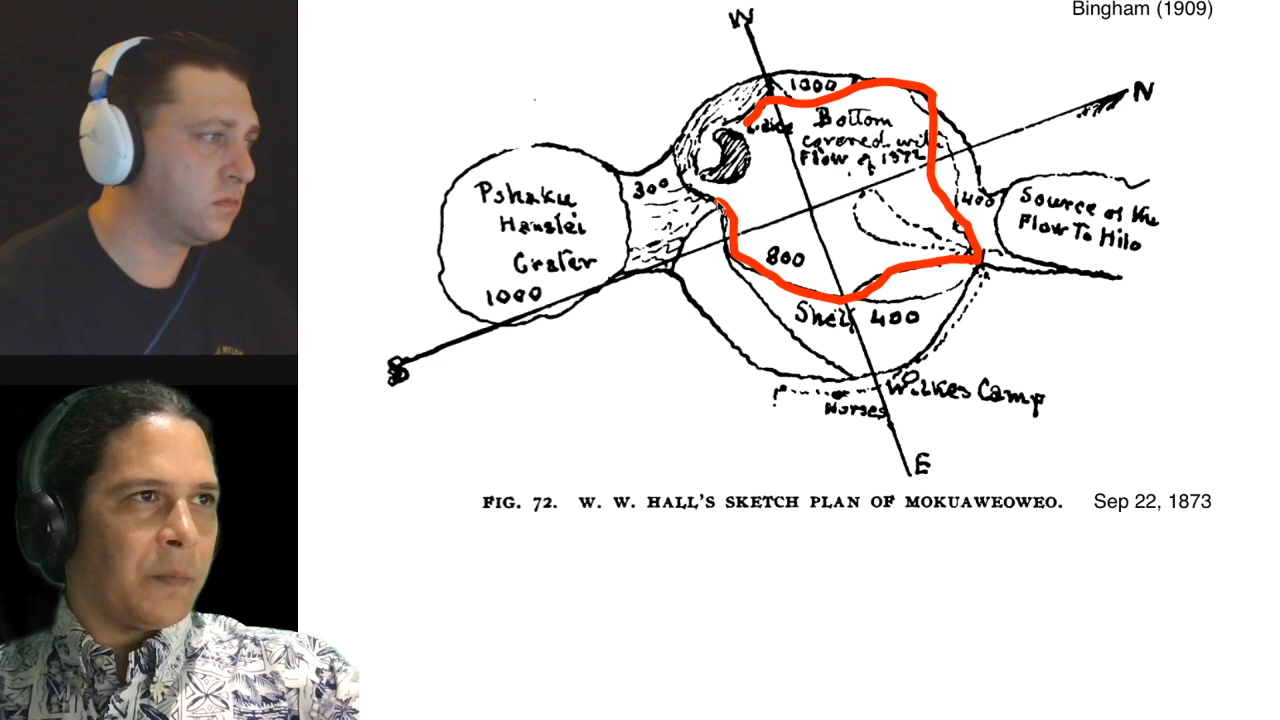 Bingham (1909)
W
N
1000
Bottom
covered with
Flow of 1872
300
Pohaku
Hanalei
Crater
1000
400
Source of the
Flow To Hilo
800
Shelf 400
S
Wilkes Camp
Horses
E
FIG. 72. W. W. HALL'S SKETCH PLAN OF MOKUAWEOWEO.
Sep 22, 1873